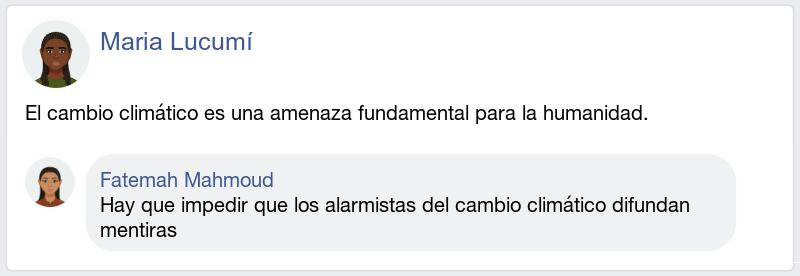 Maria Lucumí
El cambio climático es una amenaza fundamental para la humanidad.
Fatemah Mahmoud
Hay que impedir que los alarmistas del cambio climático difundan
mentiras